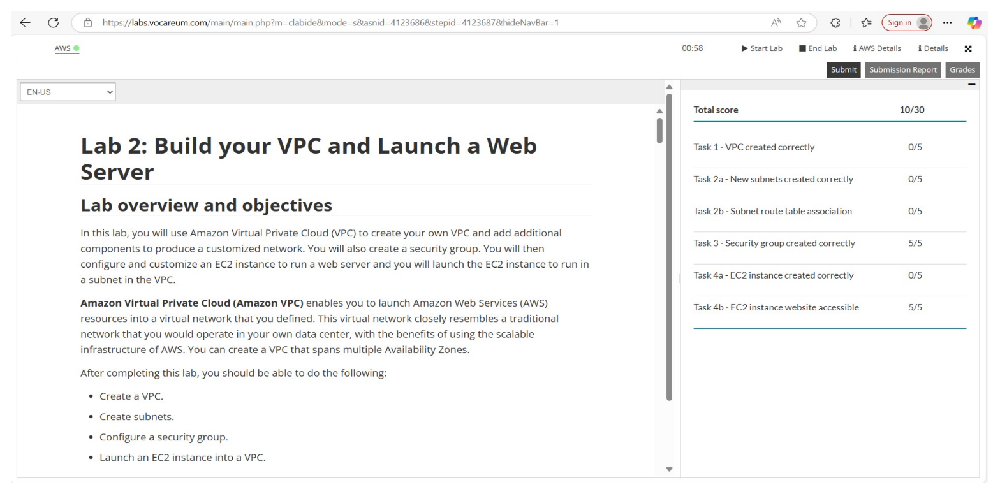 https://labs.vocareum.com/main/main.php?m=clabide&mode=s&asnid=4123686&stepid=4123687&hideNavBar=1
Sign in
AWS
00:58
Start Lab
End Lab
AWS Details
Details
Submit
Submission Report
Grades
EN-US
Lab 2: Build your VPC and Launch a Web
Server
Lab overview and objectives
In this lab, you will use Amazon Virtual Private Cloud (VPC) to create your own VPC and add additional
components to produce a customized network. You will also create a security group. You will then
configure and customize an EC2 instance to run a web server and you will launch the EC2 instance to run in
a subnet in the VPC.
Amazon Virtual Private Cloud (Amazon VPC) enables you to launch Amazon Web Services (AWS)
resources into a virtual network that you defined. This virtual network closely resembles a traditional
network that you would operate in your own data center, with the benefits of using the scalable
infrastructure of AWS. You can create a VPC that spans multiple Availability Zones.
After completing this lab, you should be able to do the following:
• Create a VPC.
• Create subnets.
• Configure a security group.
• Launch an EC2 instance into a VPC.
Total score 10/30
Task 1 - VPC created correctly 0/5
Task 2a - New subnets created correctly 0/5
Task 2b - Subnet route table association 0/5
Task 3 - Security group created correctly 5/5
Task 4a - EC2 instance created correctly 0/5
Task 4b - EC2 instance website accessible 5/5